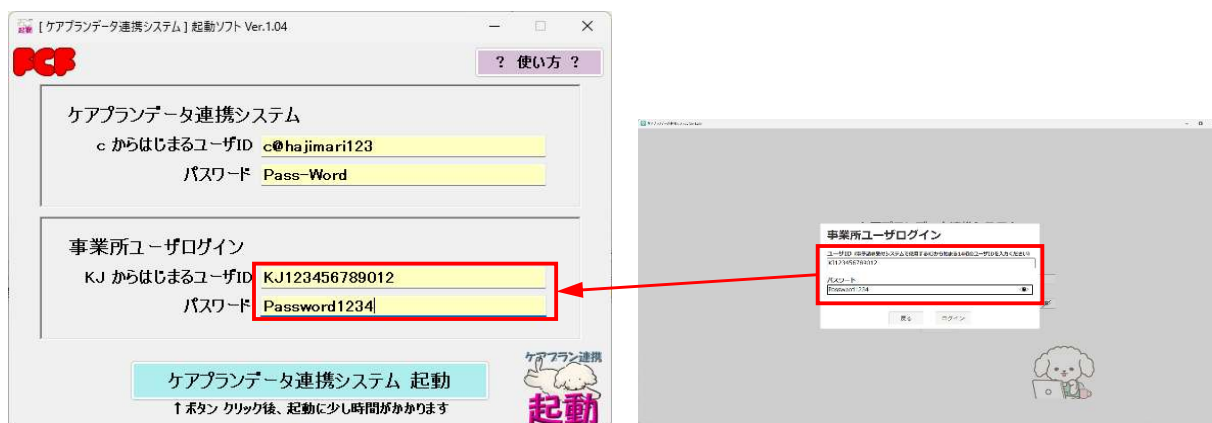 [ ケアプランデータ連携システム ] 起動ソフト Ver.1.04
PCF
? 使い方 ?
ケアプランデータ連携システム
c からはじまるユーザID c@hajimari123
パスワード Pass-Word
事業所ユーザログイン
KJ からはじまるユーザID KJ123456789012
パスワード Password1234
ケアプランデータ連携システム 起動
↑ボタン クリック後、起動に少し時間がかかります
ケアプラン連携
起動
事業所ユーザログイン
KJ123456789012
パスワード
Password1234
戻る ログイン